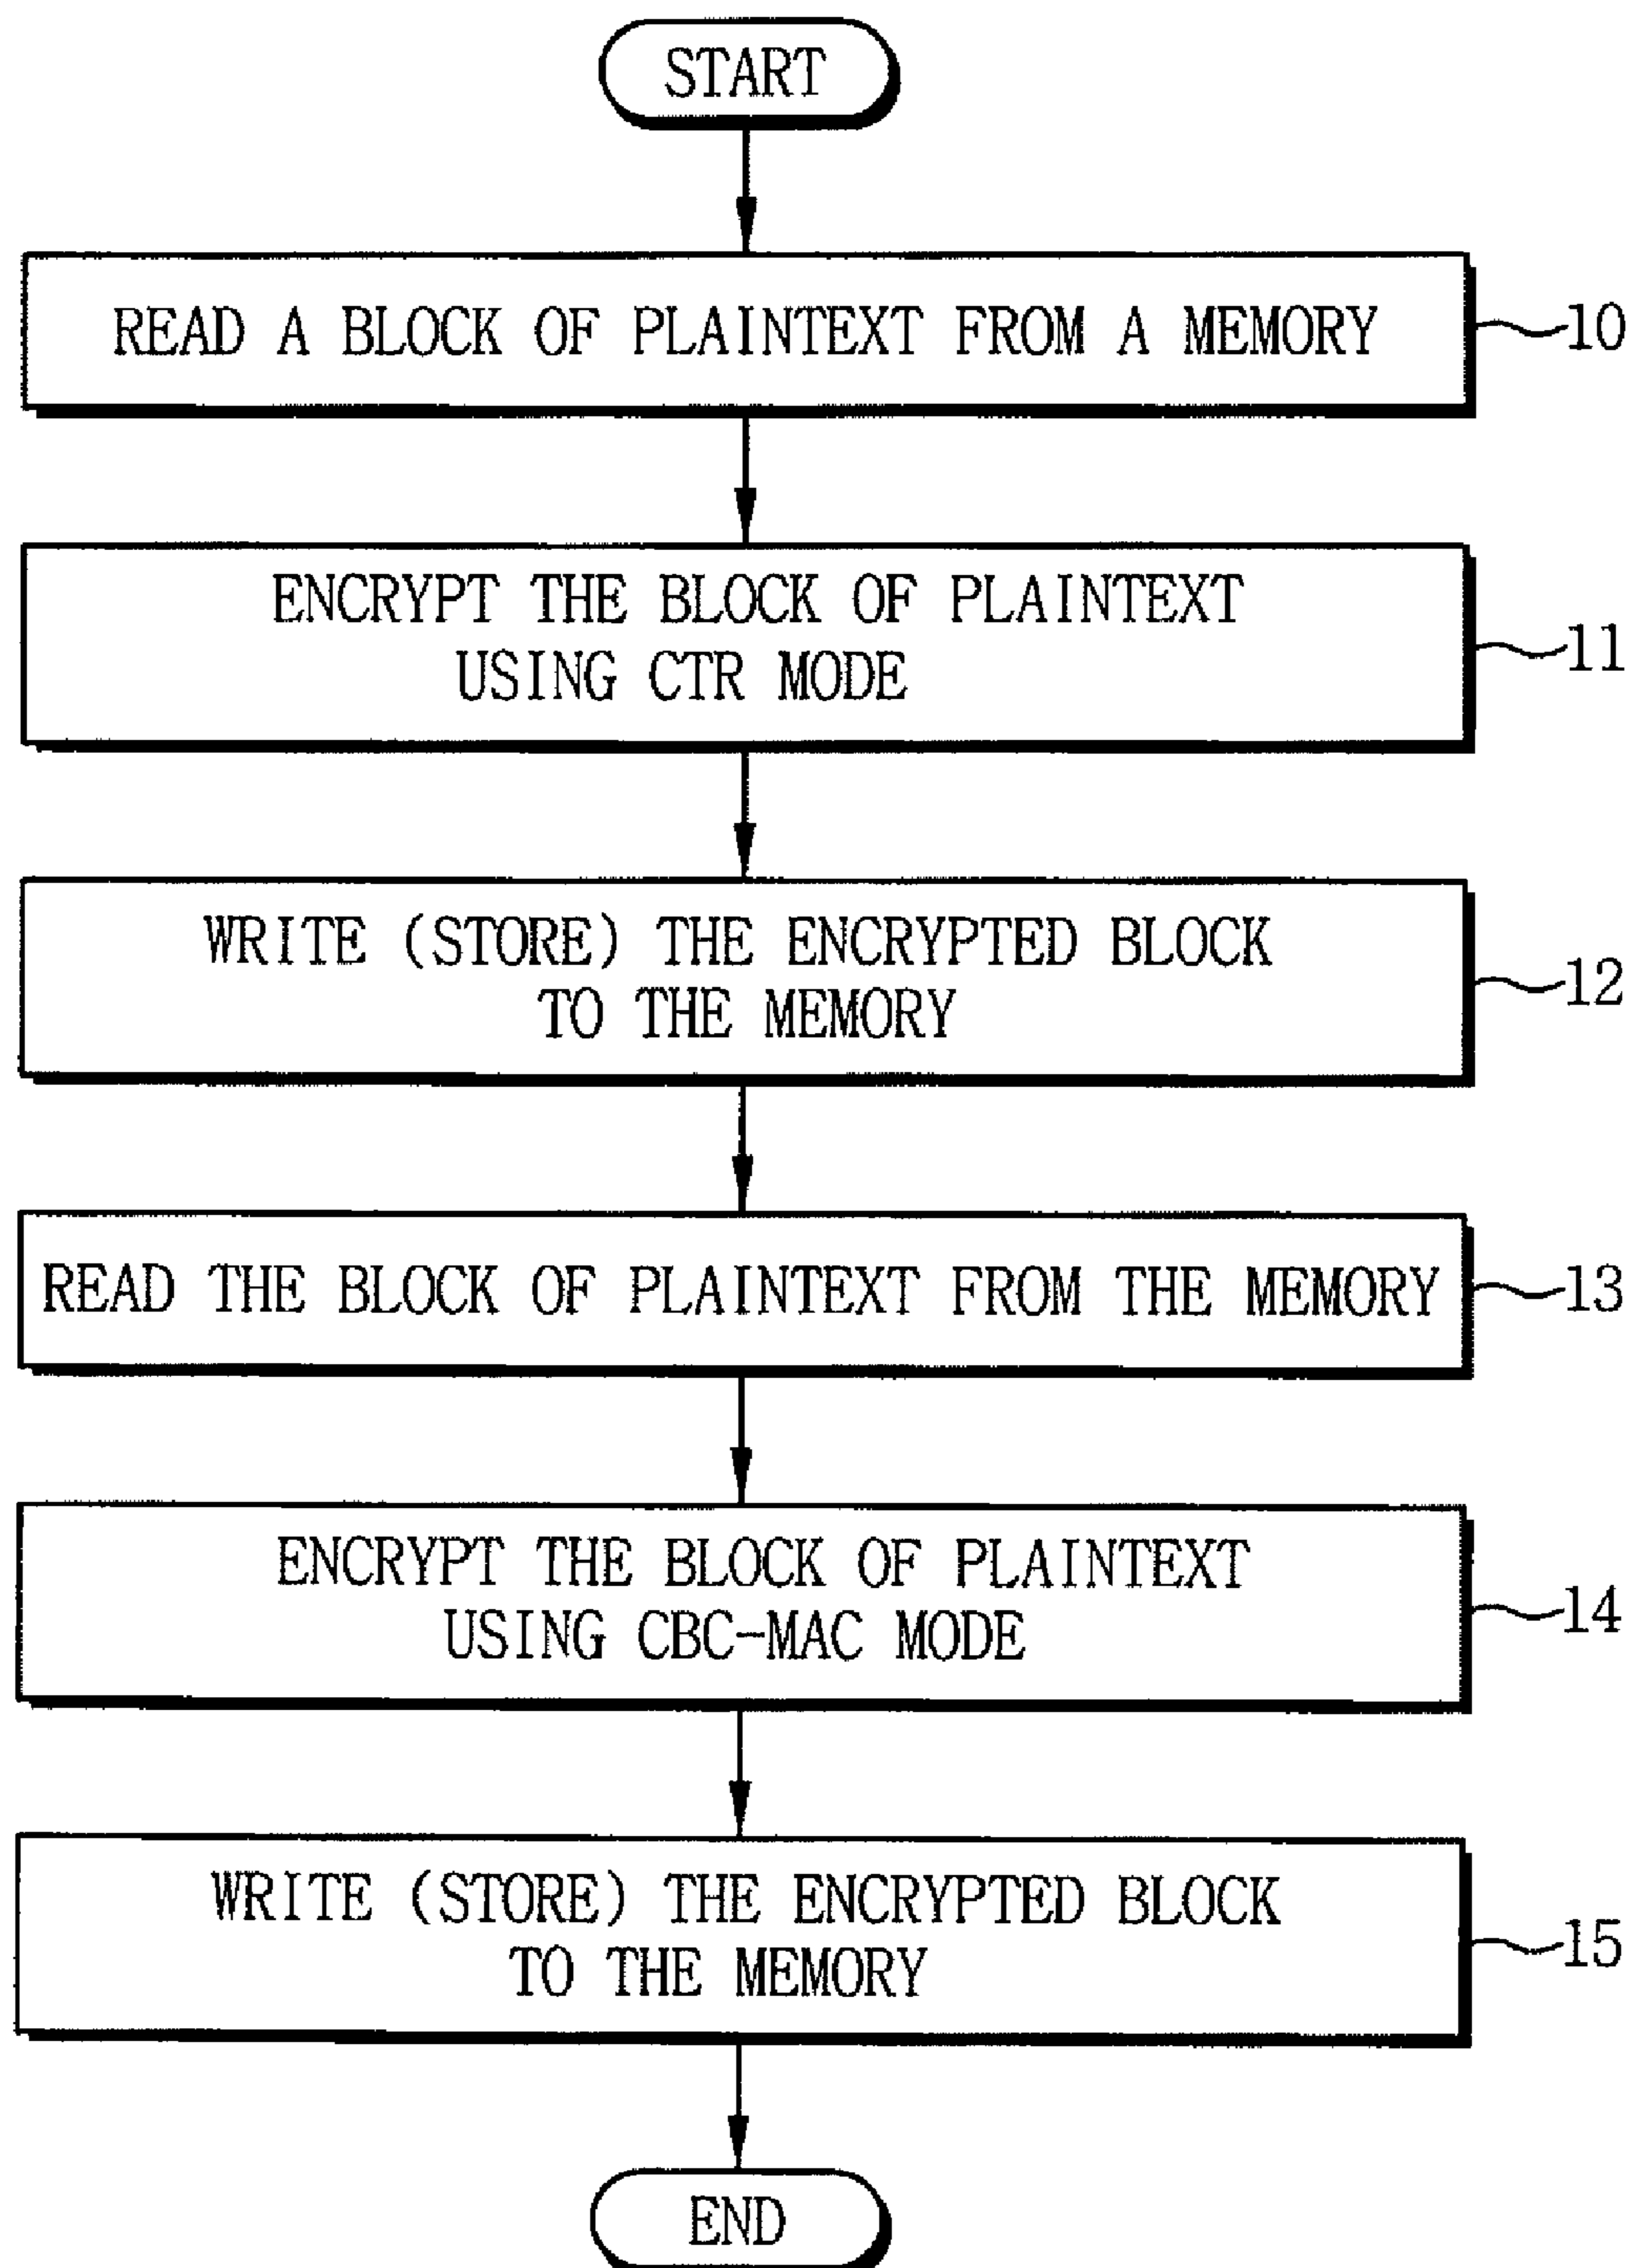 START
READ A BLOCK OF PLAINTEXT FROM A MEMORY
10
ENCRYPT THE BLOCK OF PLAINTEXT
USING CTR MODE
11
WRITE (STORE) THE ENCRYPTED BLOCK
TO THE MEMORY
12
READ THE BLOCK OF PLAINTEXT FROM THE MEMORY
13
ENCRYPT THE BLOCK OF PLAINTEXT
USING CBC-MAC MODE
14
WRITE (STORE) THE ENCRYPTED BLOCK
TO THE MEMORY
15
END